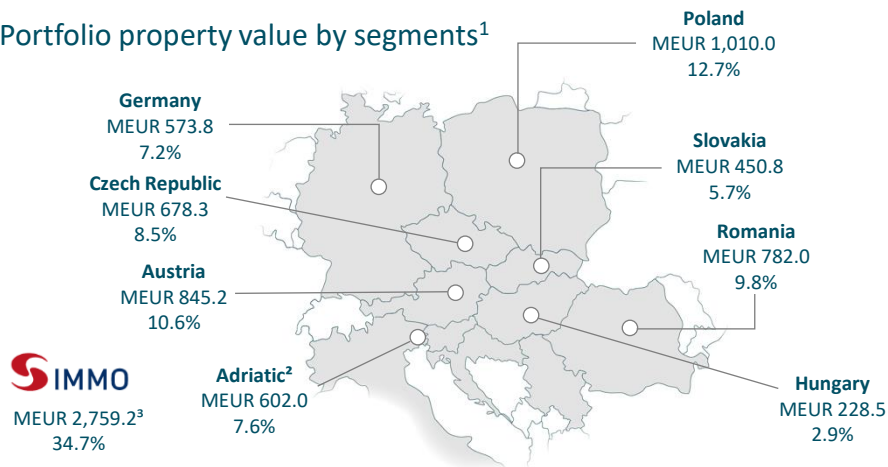 Portfolio property value by segments¹
Poland
MEUR 1,010.0
12.7%
Germany
MEUR 573.8
7.2%
Slovakia
MEUR 450.8
5.7%
Czech Republic
MEUR 678.3
8.5%
Romania
MEUR 782.0
9.8%
Austria
MEUR 845.2
10.6%
Adriatic²
MEUR 602.0
7.6%
Hungary
MEUR 228.5
2.9%
S IMMO
MEUR 2,759.2³
34.7%